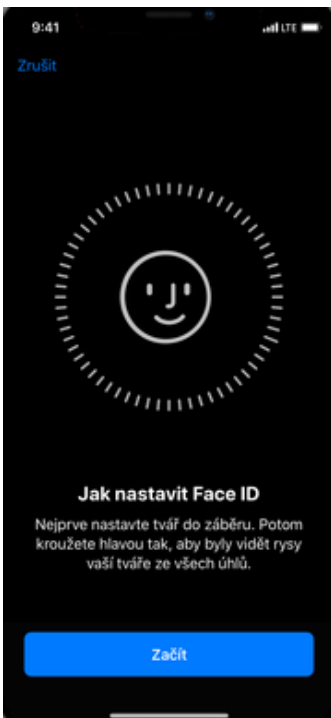 9:41
LTE
Zrušit
Jak nastavit Face ID
Nejprve nastavte tvář do záběru. Potom
kroužete hlavou tak, aby byly vidět rysy
vaší tváře ze všech úhlů.
Začít